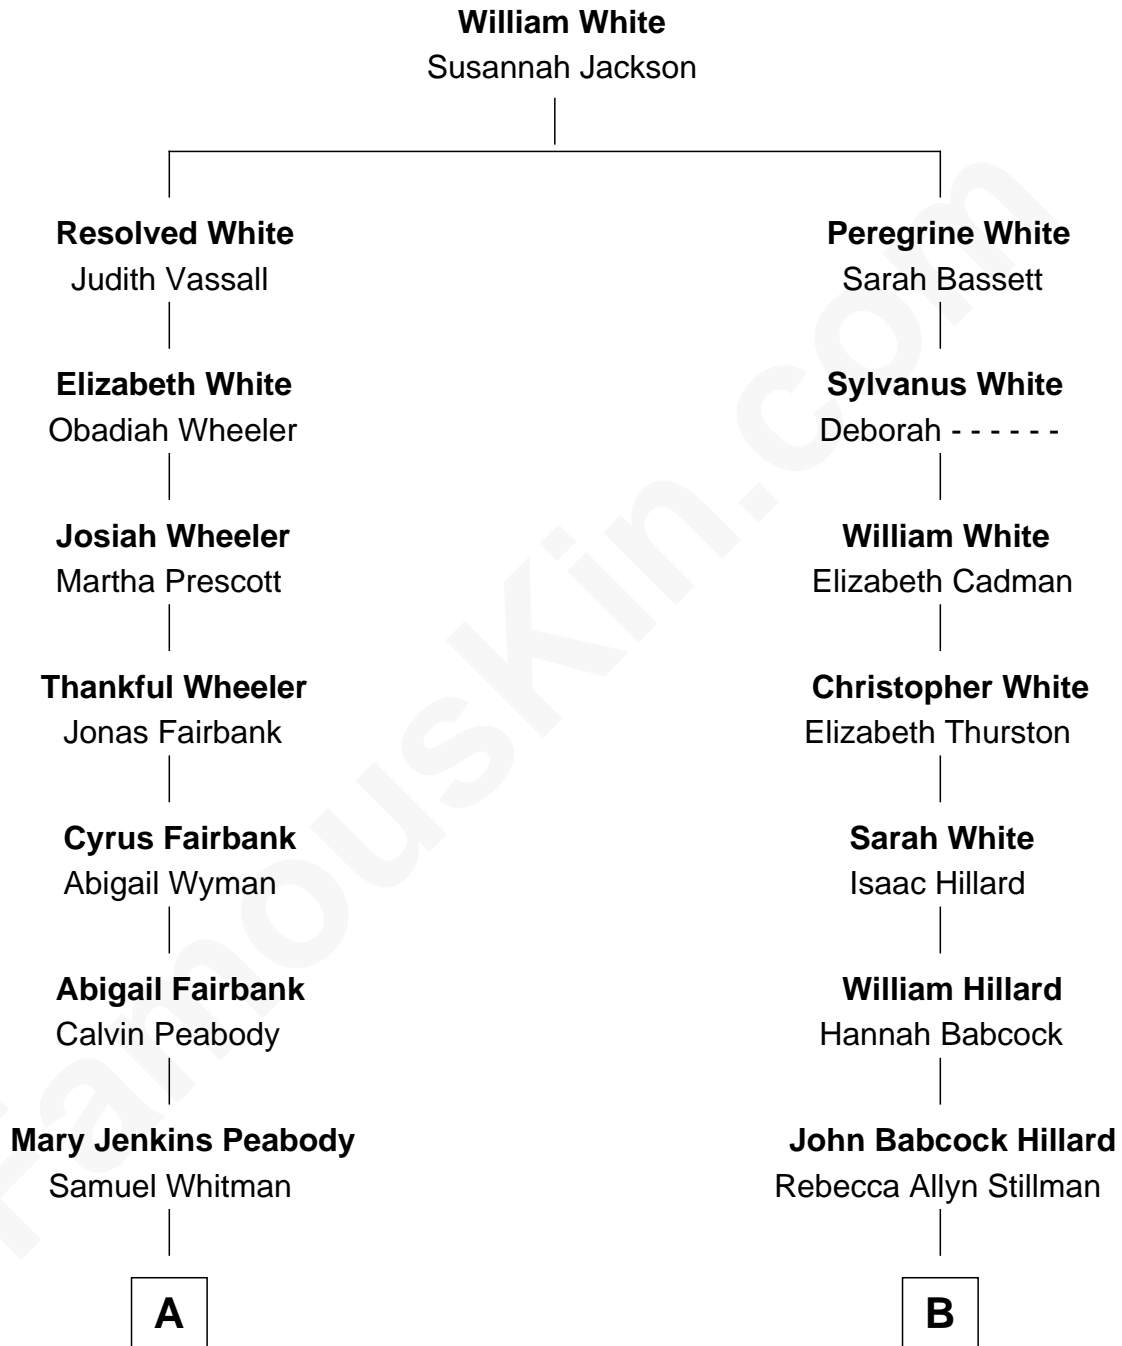 William White
Susannah Jackson
Resolved White
Judith Vassall
Peregrine White
Sarah Bassett
Elizabeth White
Obadiah Wheeler
Sylvanus White
Deborah - - - - - -
Josiah Wheeler
Martha Prescott
William White
Elizabeth Cadman
Thankful Wheeler
Jonas Fairbank
Christopher White
Elizabeth Thurston
Cyrus Fairbank
Abigail Wyman
Sarah White
Isaac Hillard
Abigail Fairbank
Calvin Peabody
William Hillard
Hannah Babcock
Mary Jenkins Peabody
Samuel Whitman
John Babcock Hillard
Rebecca Allyn Stillman
A
B
FamousKin.com